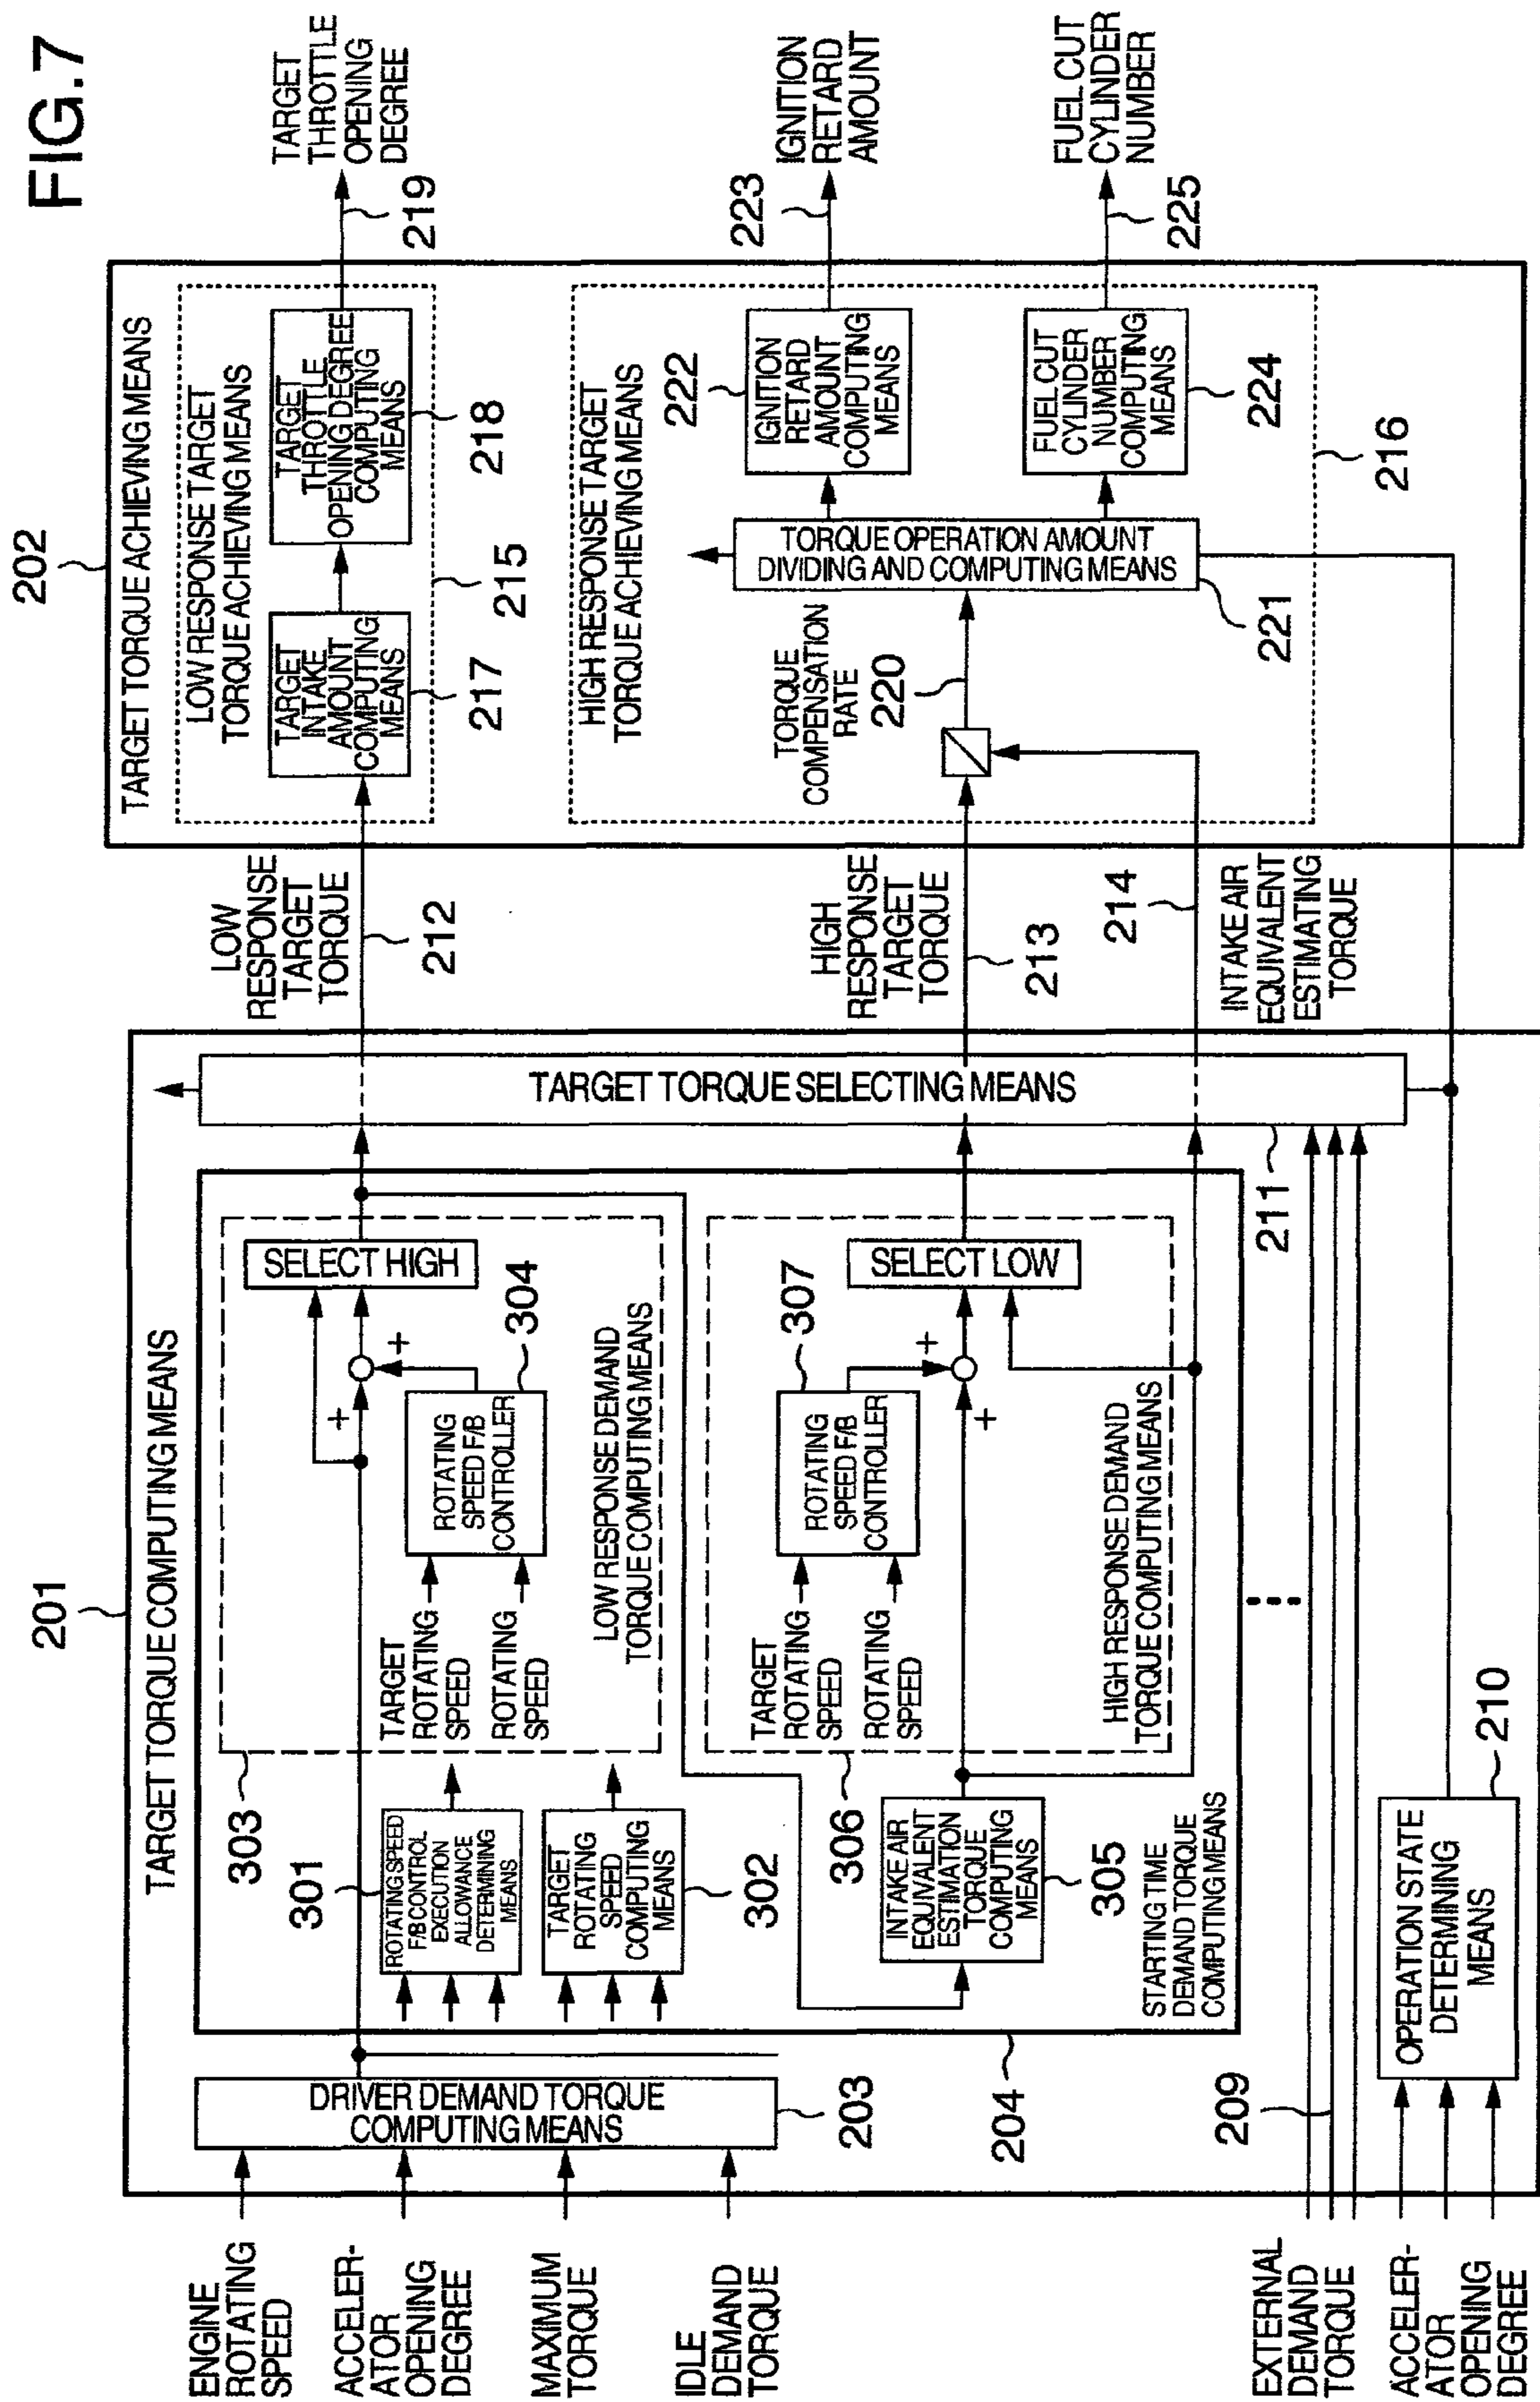 FIG.7
202
TARGET TORQUE ACHIEVING MEANS
LOW RESPONSE TARGET
TORQUE ACHIEVING MEANS
TARGET
INTAKE
AMOUNT
COMPUTING
MEANS
217
TARGET
THROTTLE
OPENING DEGREE
COMPUTING
MEANS
218
215
TARGET
THROTTLE
OPENING
DEGREE
219
HIGH RESPONSE TARGET
TORQUE ACHIEVING MEANS
TORQUE
COMPENSATION
RATE
220
TORQUE OPERATION AMOUNT
DIVIDING AND COMPUTING MEANS
221
222
IGNITION
RETARD
AMOUNT
COMPUTING
MEANS
223
IGNITION
RETARD
AMOUNT
FUEL CUT
CYLINDER
NUMBER
COMPUTING
MEANS
224
225
FUEL CUT
CYLINDER
NUMBER
216
LOW
RESPONSE
TARGET
TORQUE
212
HIGH
RESPONSE
TARGET
TORQUE
213
214
INTAKE AIR
EQUIVALENT
ESTIMATING
TORQUE
201
TARGET TORQUE COMPUTING MEANS
TARGET TORQUE SELECTING MEANS
211
303
SELECT HIGH
+
+
304
ROTATING
SPEED F/B
CONTROLLER
TARGET
ROTATING
SPEED
ROTATING
SPEED
LOW RESPONSE DEMAND
TORQUE COMPUTING MEANS
301
ROTATING SPEED
F/B CONTROL
EXECUTION
ALLOWANCE
DETERMINING
MEANS
TARGET
ROTATING
SPEED
COMPUTING
MEANS
302
307
SELECT LOW
+
+
ROTATING
SPEED F/B
CONTROLLER
TARGET
ROTATING
SPEED
ROTATING
SPEED
306
HIGH RESPONSE DEMAND
TORQUE COMPUTING MEANS
INTAKE AIR
EQUIVALENT
ESTIMATION
TORQUE
COMPUTING
MEANS
305
STARTING TIME
DEMAND TORQUE
COMPUTING MEANS
204
DRIVER DEMAND TORQUE
COMPUTING MEANS
203
209
OPERATION STATE
DETERMINING
MEANS
210
ENGINE
ROTATING
SPEED
ACCELER-
ATOR
OPENING
DEGREE
MAXIMUM
TORQUE
IDLE
DEMAND
TORQUE
EXTERNAL
DEMAND
TORQUE
ACCELER-
ATOR
OPENING
DEGREE